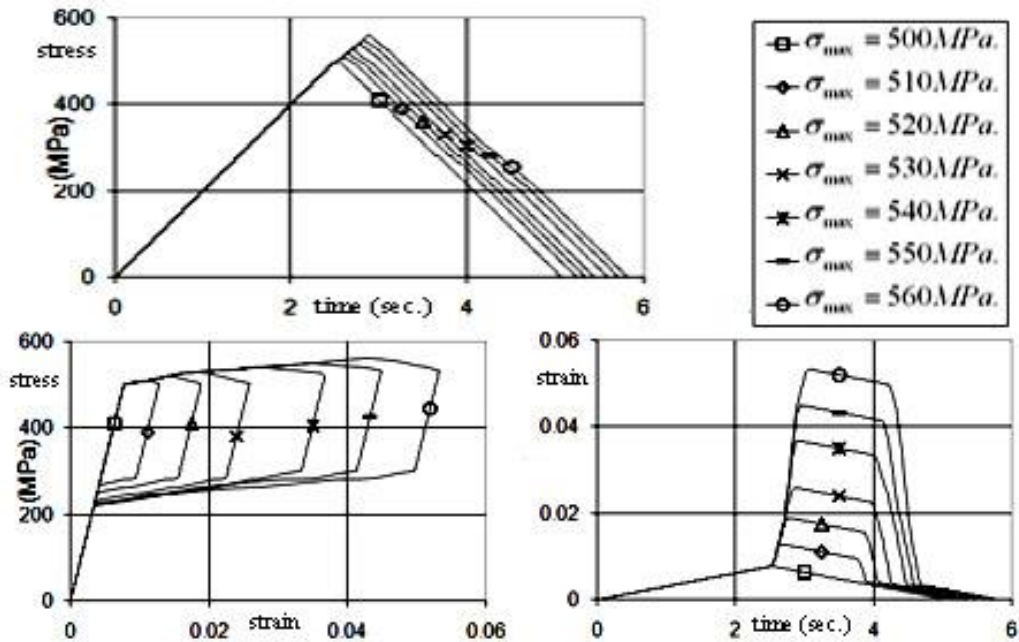 600
stress
400
(MPa)
200
0
0
2
time (sec.)
4
6
σmax = 500MPa.
σmax = 510MPa.
σmax = 520MPa.
σmax = 530MPa.
σmax = 540MPa.
σmax = 550MPa.
σmax = 560MPa.
600
stress
400
(MPa)
200
0
0
0.02
strain
0.04
0.06
0.06
strain
0.04
0.02
0
0
2
time (sec.)
4
6